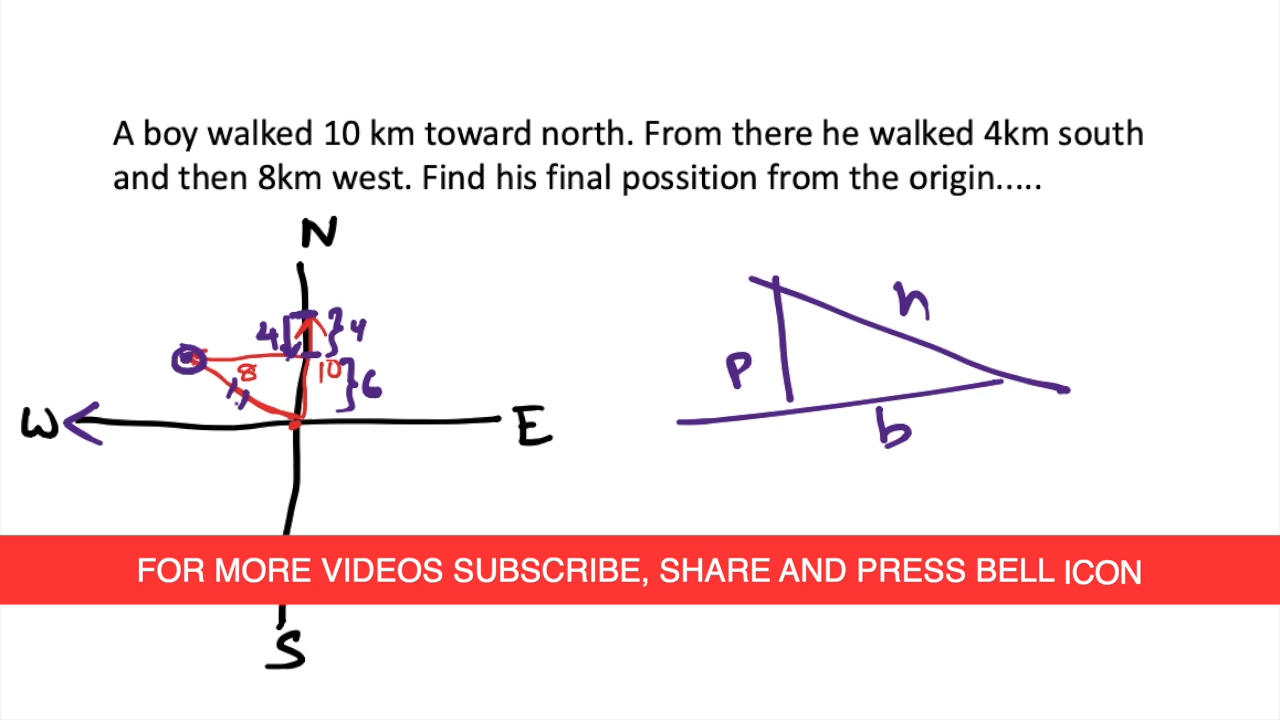 A boy walked 10 km toward north. From there he walked 4km south
and then 8km west. Find his final possition from the origin.....
N
4
4
8
10
6
W
E
S
h
P
b
FOR MORE VIDEOS SUBSCRIBE, SHARE AND PRESS BELL ICON